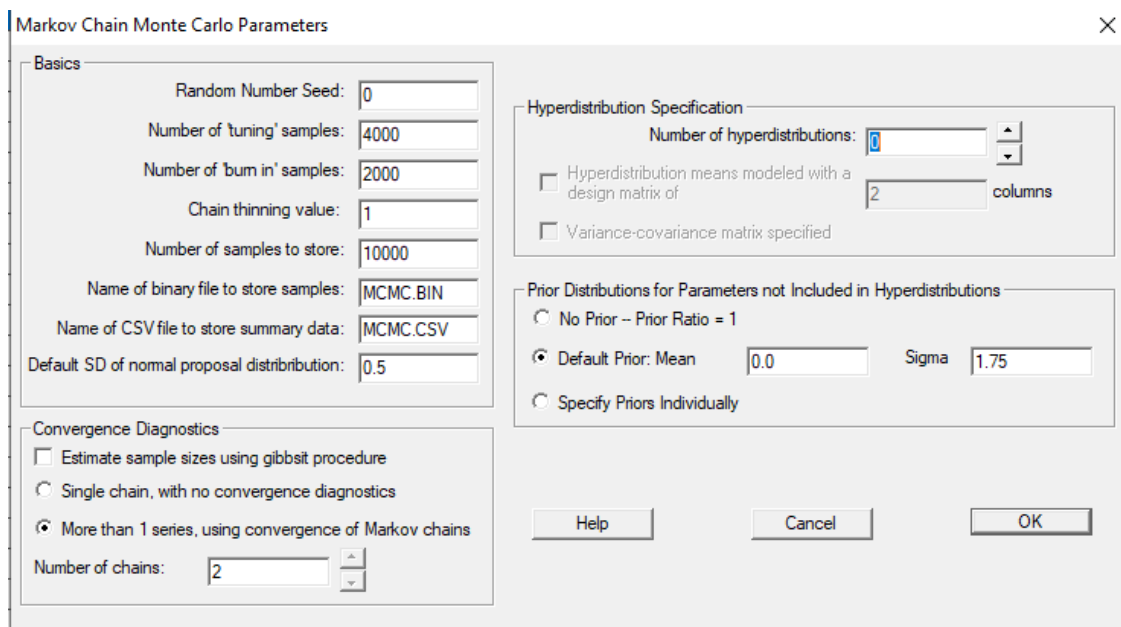 Markov Chain Monte Carlo Parameters
Basics
Random Number Seed: 0
Number of 'tuning' samples: 4000
Number of 'burn in' samples: 2000
Chain thinning value: 1
Number of samples to store: 10000
Name of binary file to store samples: MCMC.BIN
Name of CSV file to store summary data: MCMC.CSV
Default SD of normal proposal distribribution: 0.5
Convergence Diagnostics
Estimate sample sizes using gibbsit procedure
Single chain, with no convergence diagnostics
More than 1 series, using convergence of Markov chains
Number of chains: 2
Hyperdistribution Specification
Number of hyperdistributions: 0
Hyperdistribution means modeled with a
design matrix of 2 columns
Variance-covariance matrix specified
Prior Distributions for Parameters not Included in Hyperdistributions
No Prior -- Prior Ratio = 1
Default Prior: Mean 0.0 Sigma 1.75
Specify Priors Individually
Help Cancel OK